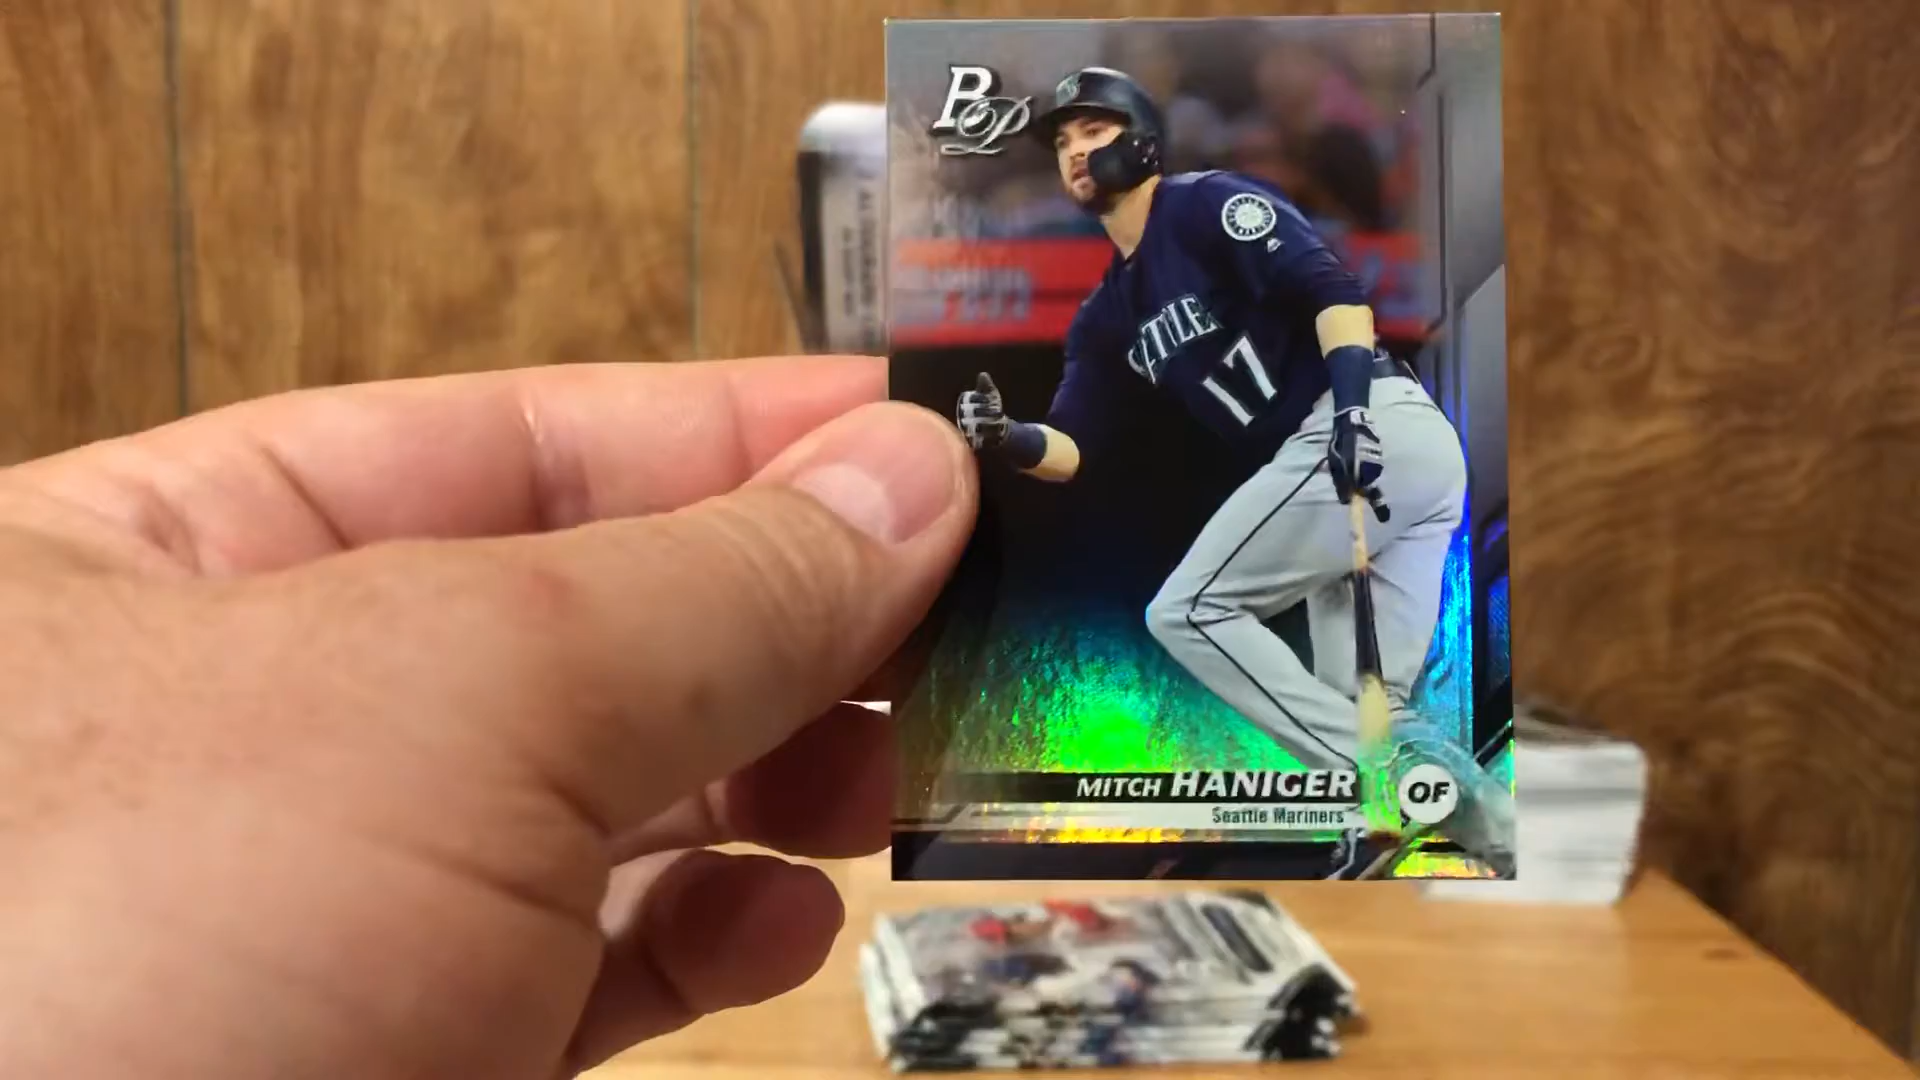 BP
SEATTLE
17
MITCH HANIGER
OF
Seattle Mariners